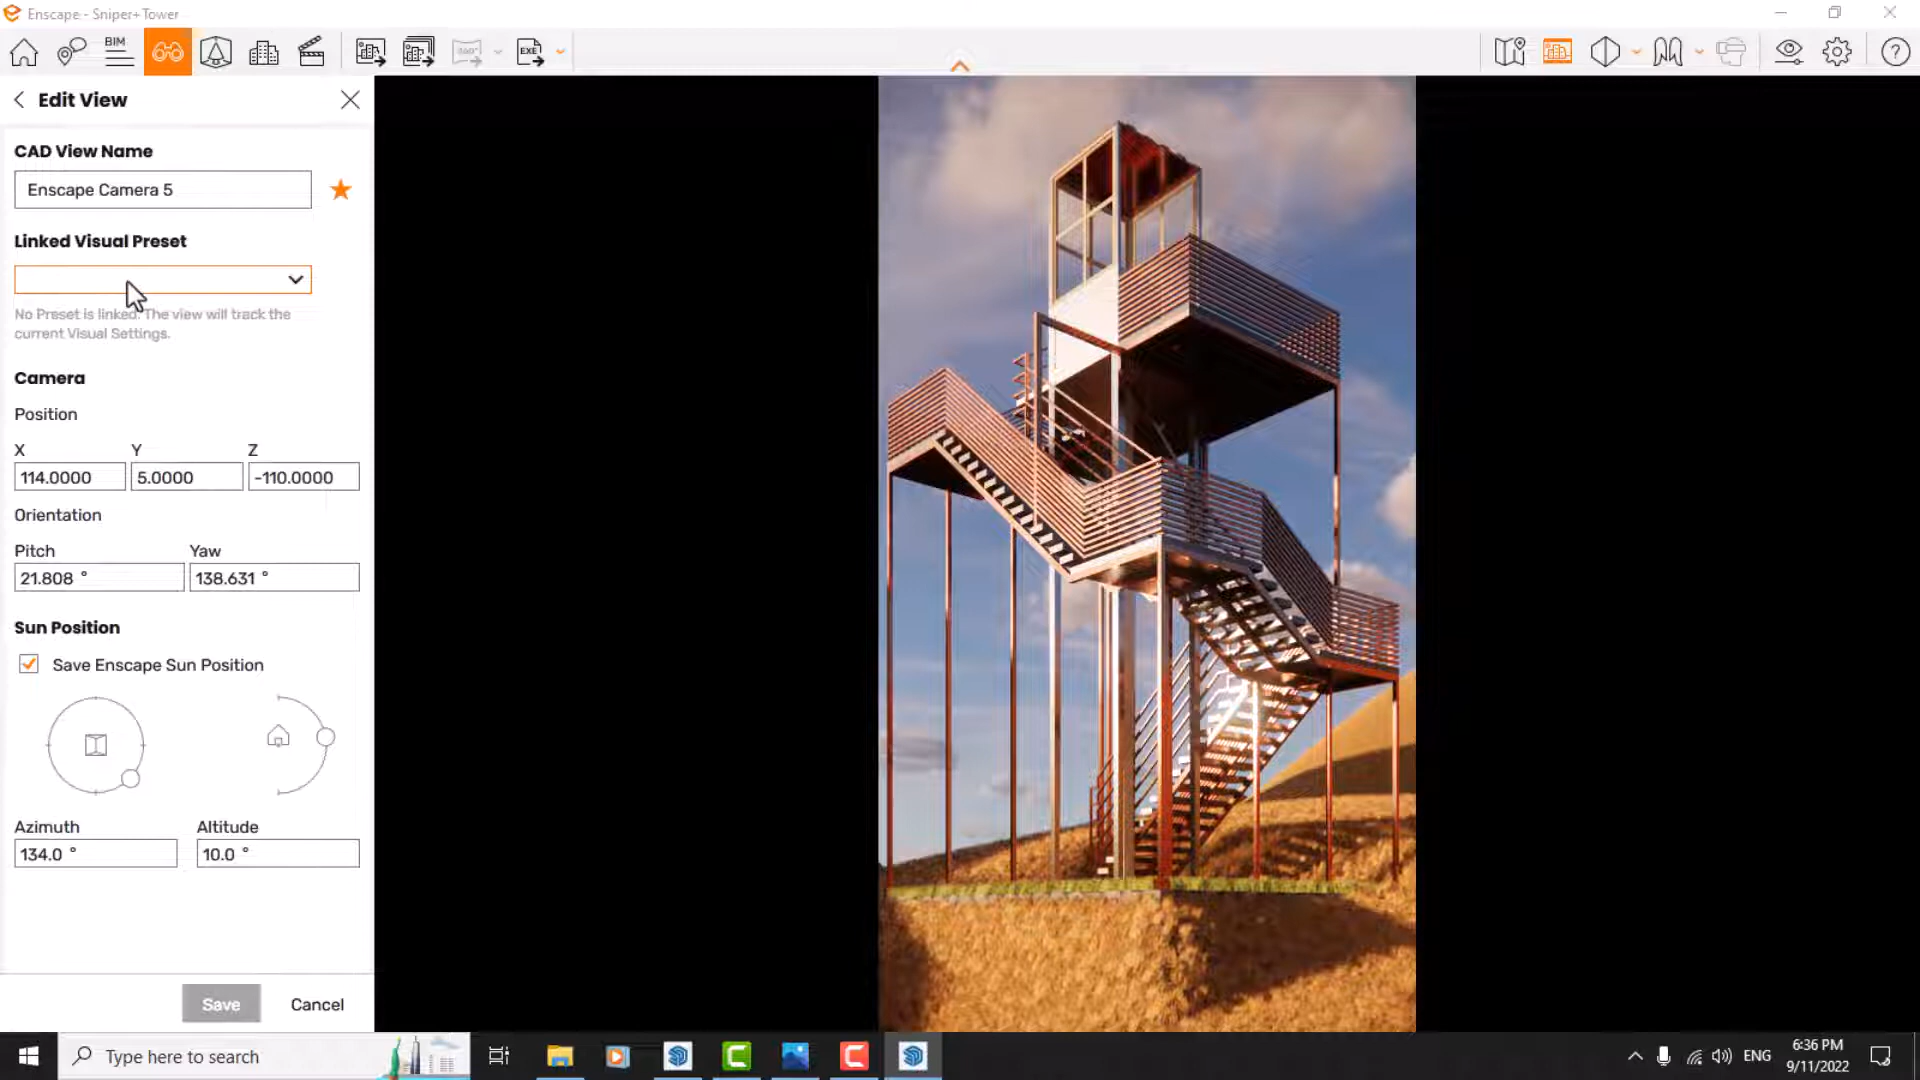 Enscape - Sniper+Tower
BIM
360°
EXE
Edit View
CAD View Name
Enscape Camera 5
Linked Visual Preset
No Preset is linked. The view will track the
current Visual Settings.
Camera
Position
X Y Z
114.0000 5.0000 -110.0000
Orientation
Pitch Yaw
21.808 ° 138.631 °
Sun Position
Save Enscape Sun Position
Azimuth Altitude
134.0 ° 10.0 °
Save Cancel
Type here to search
ENG
6:36 PM
9/11/2022